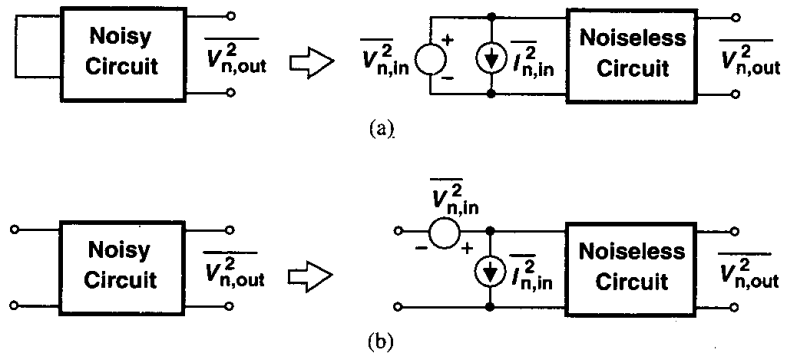 Noisy
Circuit
V²n,out
V²n,in
+
−
I²n,in
Noiseless
Circuit
V²n,out
(a)
V²n,in
Noisy
Circuit
V²n,out
− +
I²n,in
Noiseless
Circuit
V²n,out
(b)